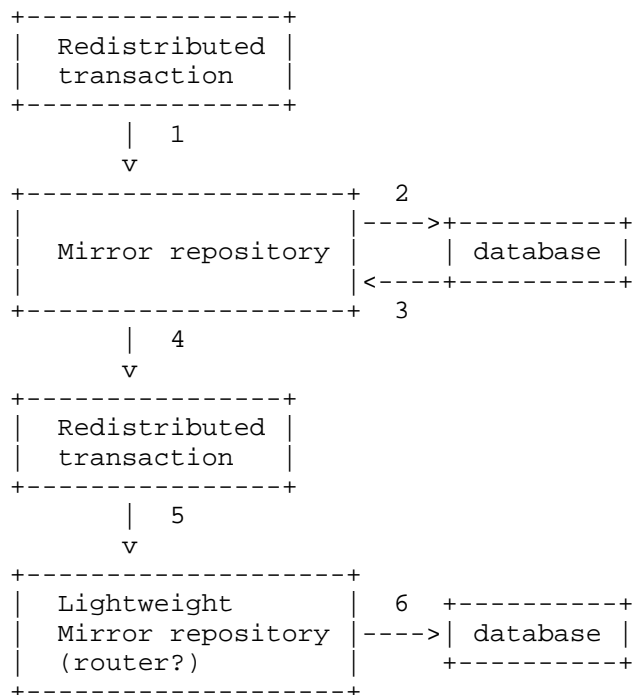 Redistributed
transaction
1
2
Mirror repository
database
3
4
Redistributed
transaction
5
Lightweight
6
Mirror repository
database
(router?)